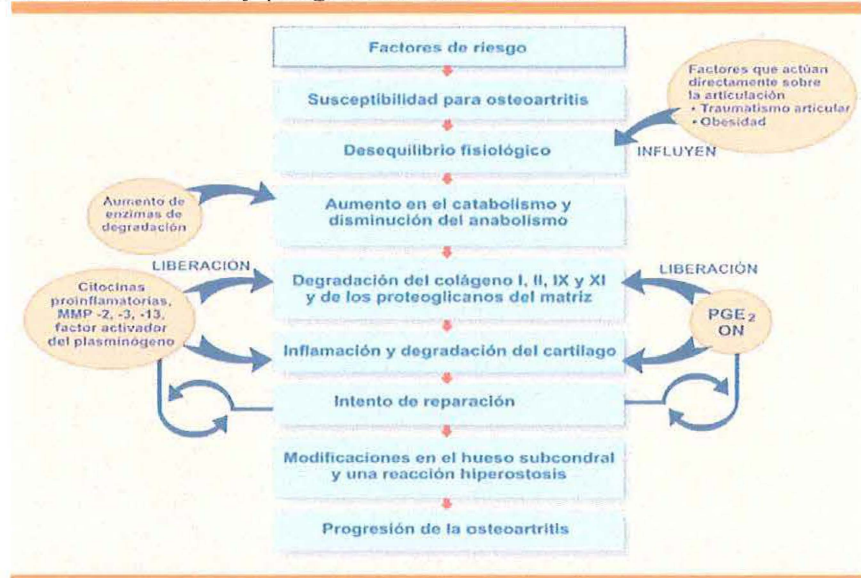 Factores de riesgo
Factores que actúan
directamente sobre
la articulación
• Traumatismo articular
• Obesidad
Susceptibilidad para osteoartritis
Desequilibrio fisiológico
INFLUYEN
Aumento de
enzimas de
degradación
Aumento en el catabolismo y
disminución del anabolismo
LIBERACIÓN
LIBERACIÓN
Citocinas
proinflamatorias,
MMP -2, -3, -13,
factor activador
del plasminógeno
Degradación del colágeno I, II, IX y XI
y de los proteoglicanos del matriz
PGE₂
ON
Inflamación y degradación del cartílago
Intento de reparación
Modificaciones en el hueso subcondral
y una reacción hiperostosis
Progresión de la osteoartritis